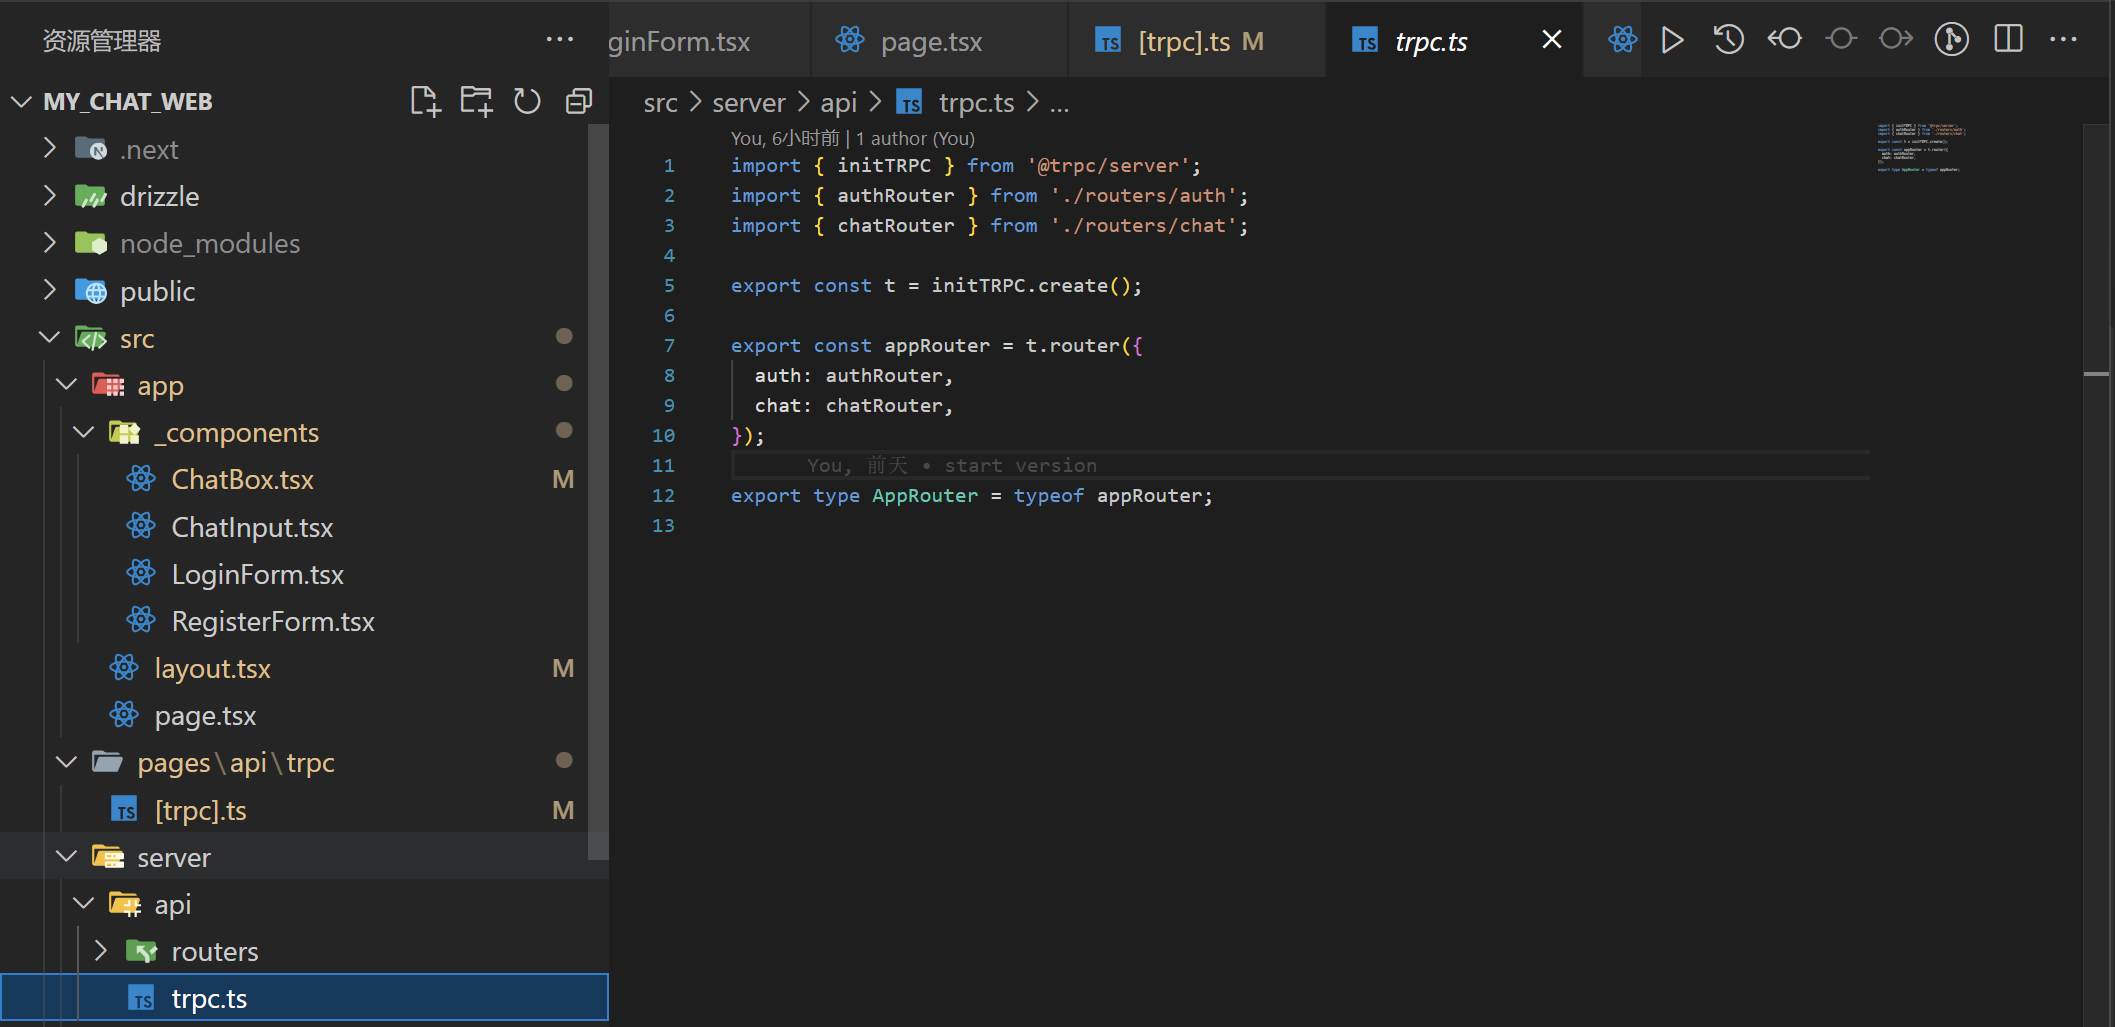 资源管理器
MY_CHAT_WEB
.next
drizzle
node_modules
public
src
app
_components
ChatBox.tsx M
ChatInput.tsx
LoginForm.tsx
RegisterForm.tsx
layout.tsx M
page.tsx
pages\api\trpc
[trpc].ts M
server
api
routers
TS trpc.ts
ginForm.tsx
page.tsx
TS [trpc].ts M
TS trpc.ts
src > server > api > TS trpc.ts > ...
You, 6小时前 | 1 author (You)
1 import { initTRPC } from '@trpc/server';
2 import { authRouter } from './routers/auth';
3 import { chatRouter } from './routers/chat';
4
5 export const t = initTRPC.create();
6
7 export const appRouter = t.router({
8 auth: authRouter,
9 chat: chatRouter,
10 });
11 You, 前天 • start version
12 export type AppRouter = typeof appRouter;
13